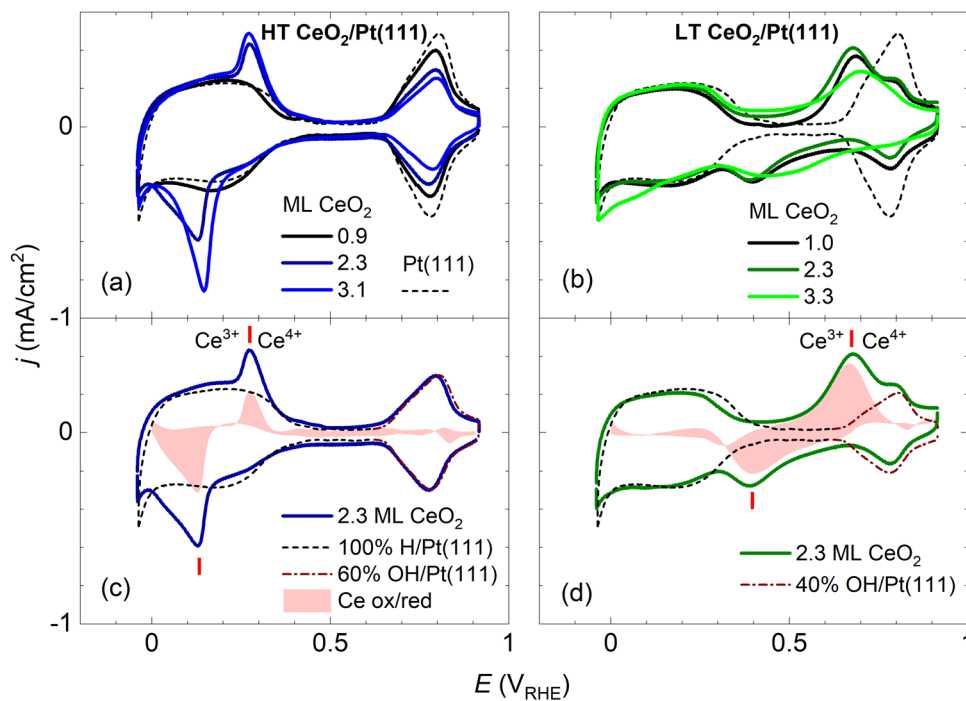 HT CeO₂/Pt(111)
0
ML CeO₂
0.9
2.3
3.1
Pt(111)
(a)
-1
LT CeO₂/Pt(111)
ML CeO₂
1.0
2.3
3.3
(b)
j (mA/cm²)
Ce³⁺ Ce⁴⁺
0
2.3 ML CeO₂
100% H/Pt(111)
60% OH/Pt(111)
Ce ox/red
(c)
-1
0 0.5 1
Ce³⁺ Ce⁴⁺
2.3 ML CeO₂
40% OH/Pt(111)
(d)
0 0.5 1
E (V_RHE)